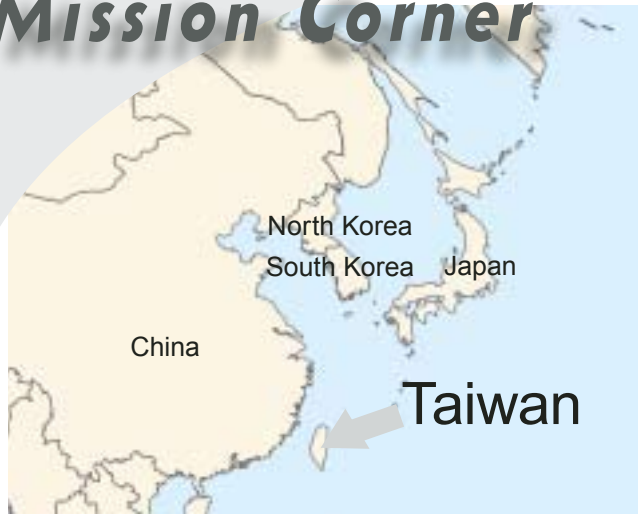 Mission Corner
North Korea
South Korea
Japan
China
Taiwan